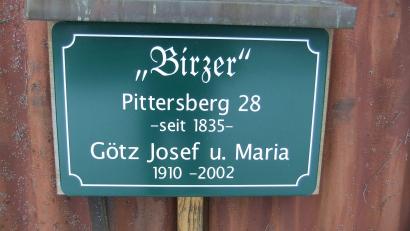 „Birzer“
Pittersberg 28
–seit 1835–
Götz Josef u. Maria
1910 –2002